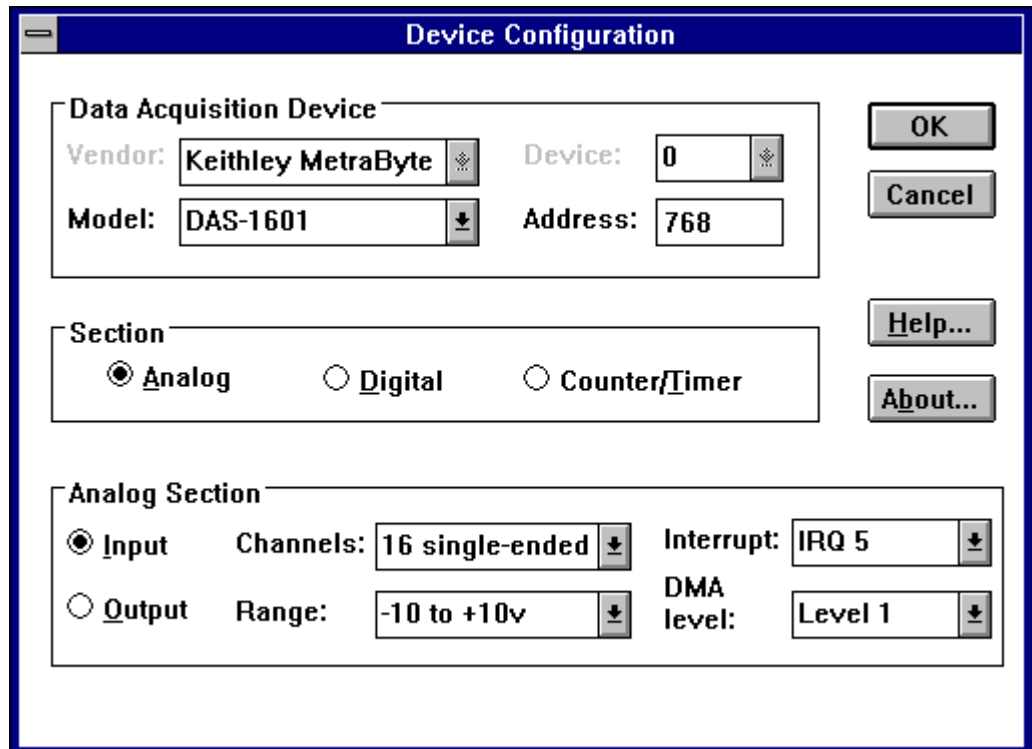 Device Configuration
Data Acquisition Device
Vendor: Keithley MetraByte Device: 0
Model: DAS-1601 Address: 768
OK
Cancel
Section
Analog Digital Counter/Timer
Help...
About...
Analog Section
Input Channels: 16 single-ended Interrupt: IRQ 5
Output Range: -10 to +10v DMA level: Level 1